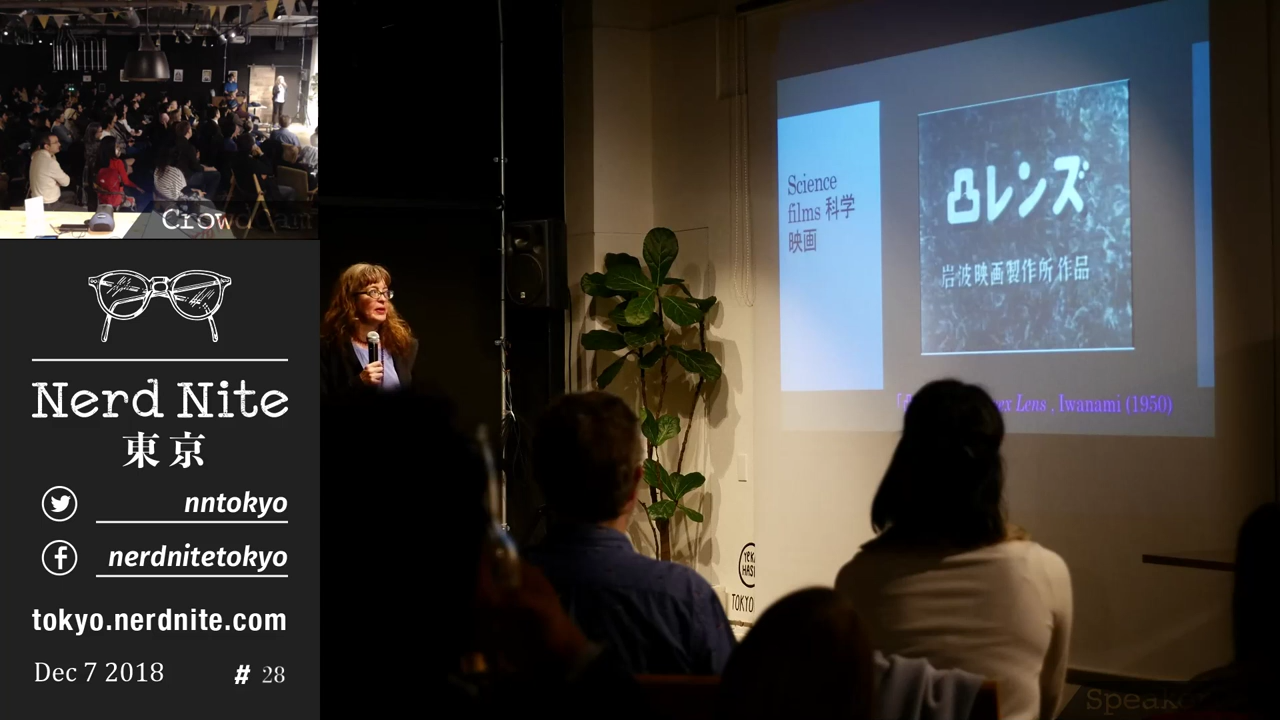 Crowd
Nerd Nite
東京
nntokyo
nerdnitetokyo
tokyo.nerdnite.com
Dec 7 2018
# 28
Science
films 科学
映画
凸レンズ
岩波映画製作所作品
Lens , Iwanami (1950)
TOKYO